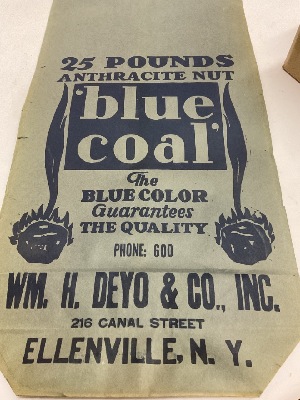 25 POUNDS
ANTHRACITE NUT
'blue
coal'
The
BLUE COLOR
Guarantees
THE QUALITY
PHONE: 600
WM. H. DEYO & CO., INC.
216 CANAL STREET
ELLENVILLE, N. Y.